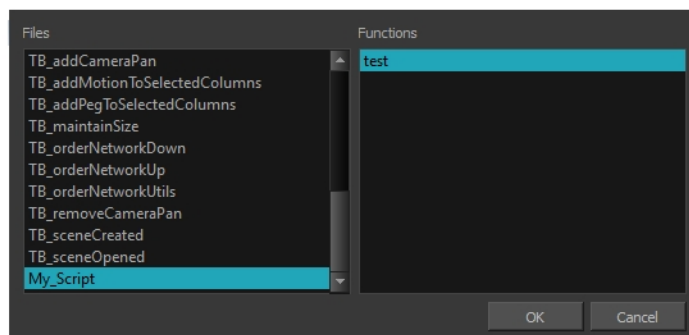 Files
TB_addCameraPan
TB_addMotionToSelectedColumns
TB_addPegToSelectedColumns
TB_maintainSize
TB_orderNetworkDown
TB_orderNetworkUp
TB_orderNetworkUtils
TB_removeCameraPan
TB_sceneCreated
TB_sceneOpened
My_Script
Functions
test
OK
Cancel